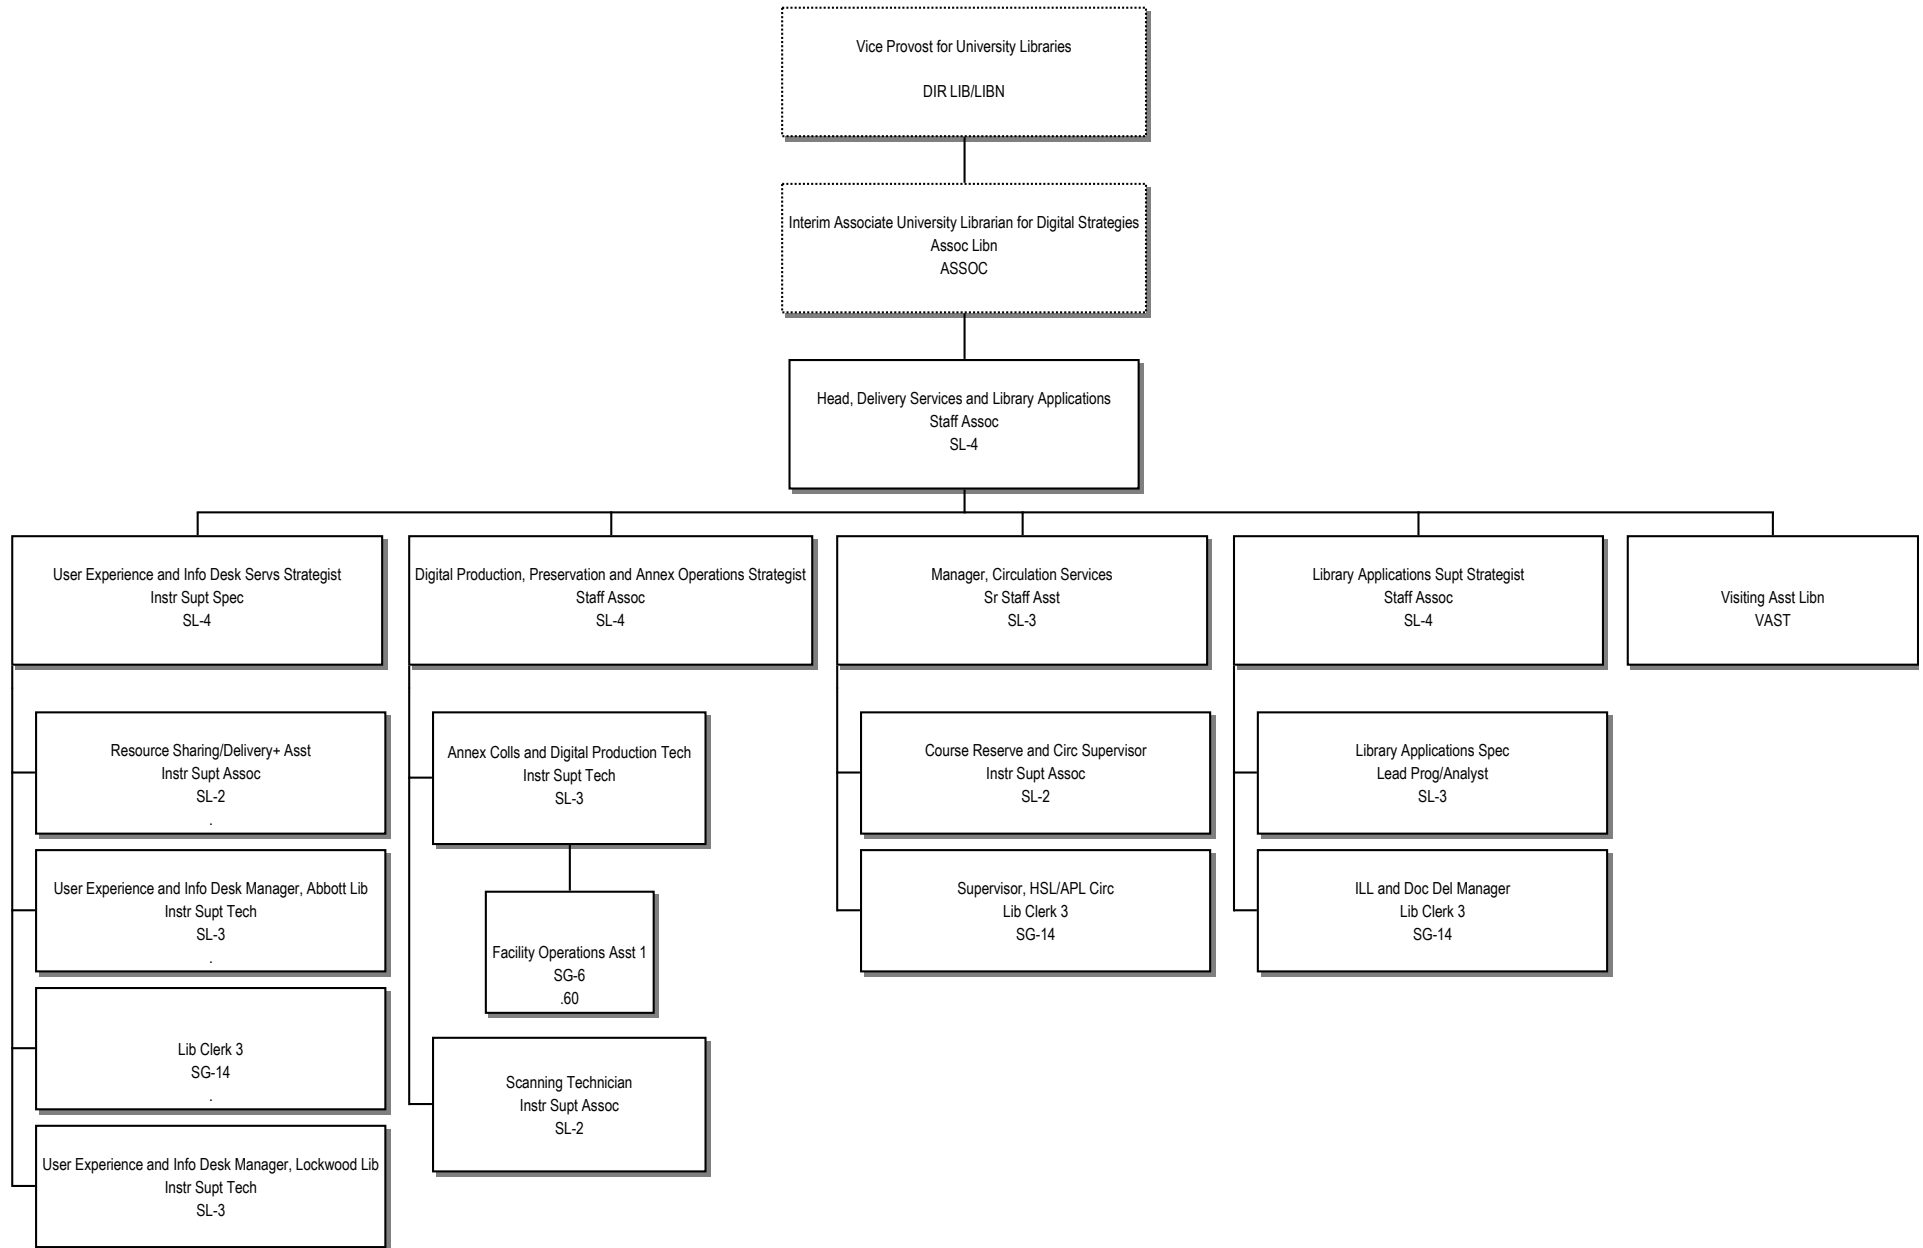 Vice Provost for University Libraries
DIR LIB/LIBN
Interim Associate University Librarian for Digital Strategies
Assoc Libn
ASSOC
Head, Delivery Services and Library Applications
Staff Assoc
SL-4
User Experience and Info Desk Servs Strategist
Instr Supt Spec
SL-4
Digital Production, Preservation and Annex Operations Strategist
Staff Assoc
SL-4
Manager, Circulation Services
Sr Staff Asst
SL-3
Library Applications Supt Strategist
Staff Assoc
SL-4
Visiting Asst Libn
VAST
Resource Sharing/Delivery+ Asst
Instr Supt Assoc
SL-2
.
User Experience and Info Desk Manager, Abbott Lib
Instr Supt Tech
SL-3
.
Lib Clerk 3
SG-14
.
User Experience and Info Desk Manager, Lockwood Lib
Instr Supt Tech
SL-3
Annex Colls and Digital Production Tech
Instr Supt Tech
SL-3
Facility Operations Asst 1
SG-6
.60
Scanning Technician
Instr Supt Assoc
SL-2
Course Reserve and Circ Supervisor
Instr Supt Assoc
SL-2
Supervisor, HSL/APL Circ
Lib Clerk 3
SG-14
Library Applications Spec
Lead Prog/Analyst
SL-3
ILL and Doc Del Manager
Lib Clerk 3
SG-14